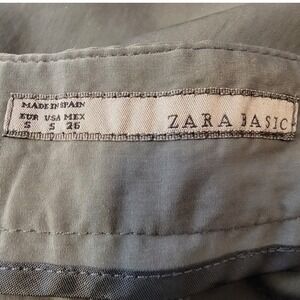 MADE IN SPAIN
EUR USA MEX
S S 26
ZARA BASIC